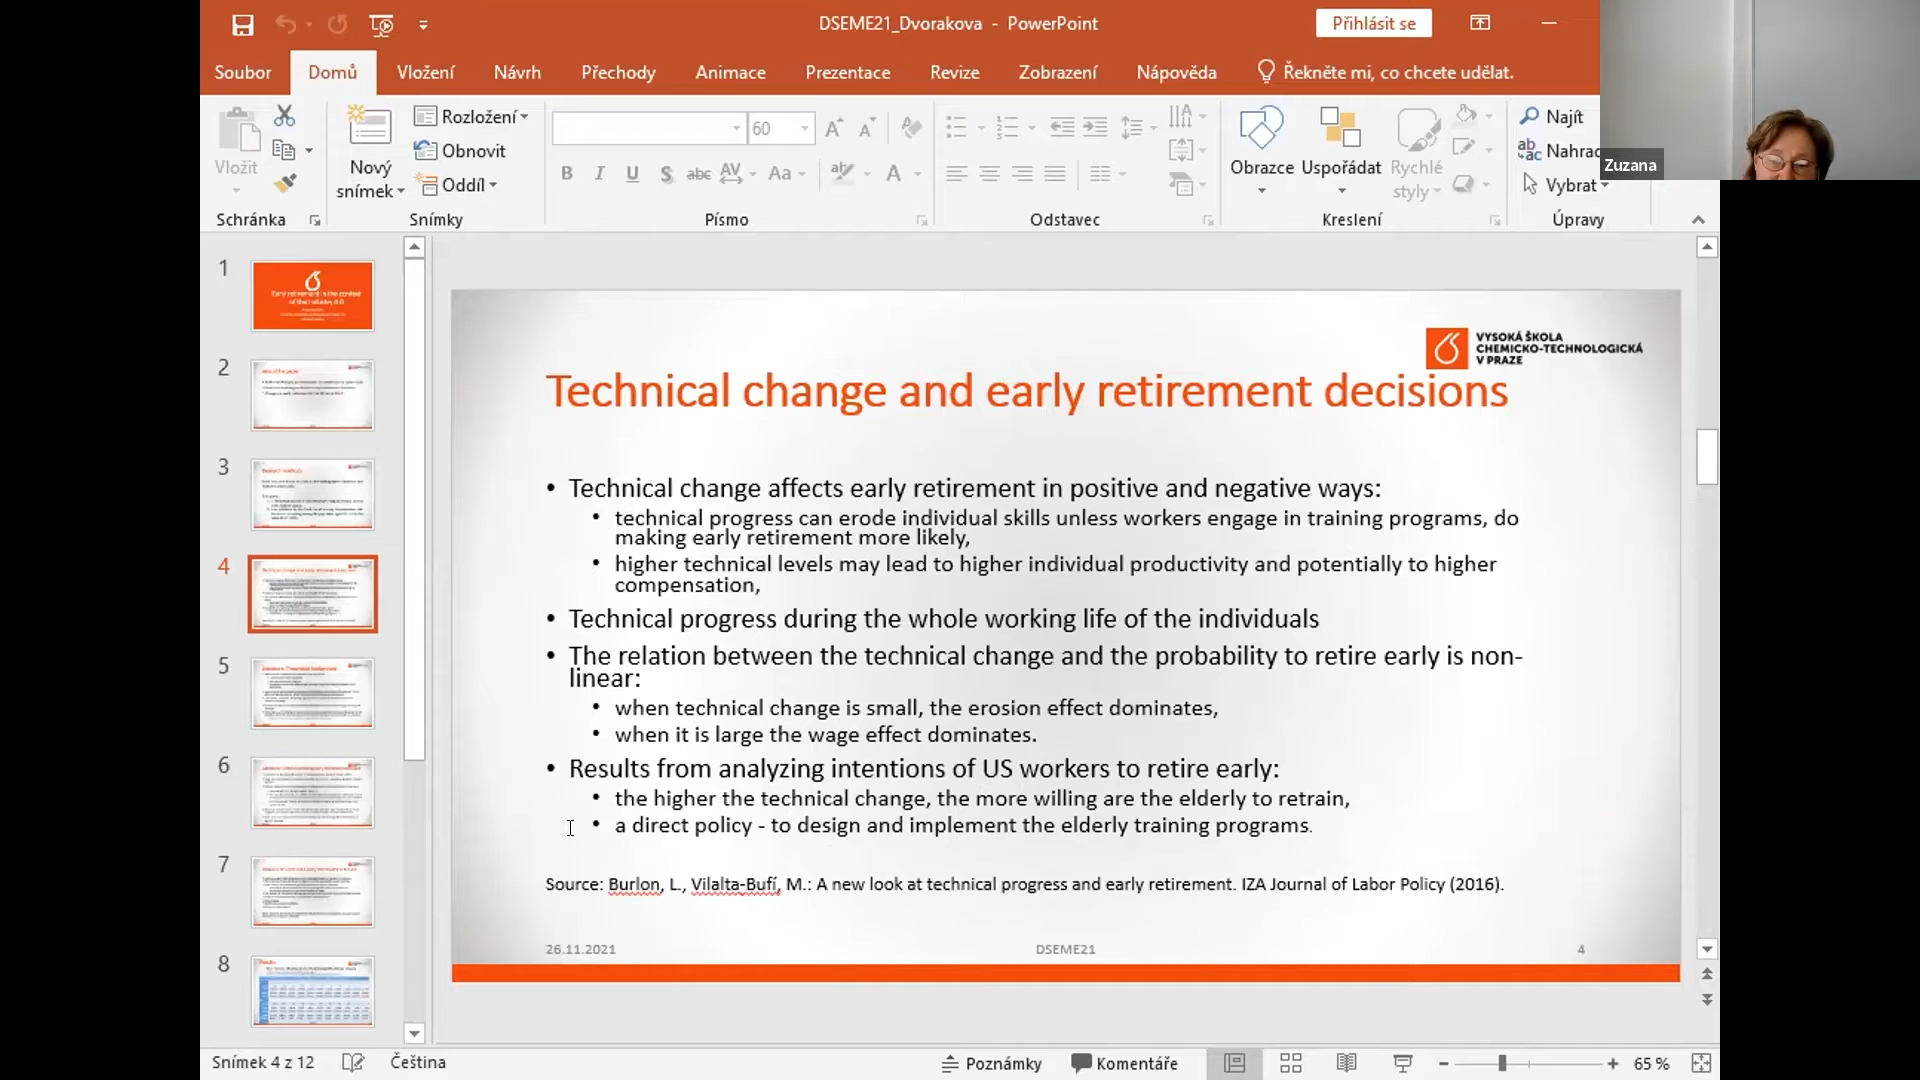 DSEME21_Dvorakova - PowerPoint
Přihlásit se
Soubor
Domů
Vložení
Návrh
Přechody
Animace
Prezentace
Revize
Zobrazení
Nápověda
Řekněte mi, co chcete udělat.
Vložit
Schránka
Nový
snímek
Rozložení
Obnovit
Oddíl
Snímky
60
Písmo
Odstavec
Obrazce
Uspořádat
Rychlé
styly
Kreslení
Najít
Vybrat
Úpravy
Zuzana
1
2
3
4
5
6
7
8
VYSOKÁ ŠKOLA
CHEMICKO-TECHNOLOGICKÁ
V PRAZE
Technical change and early retirement decisions
• Technical change affects early retirement in positive and negative ways:
• technical progress can erode individual skills unless workers engage in training programs, do
making early retirement more likely,
• higher technical levels may lead to higher individual productivity and potentially to higher
compensation,
• Technical progress during the whole working life of the individuals
• The relation between the technical change and the probability to retire early is non-
linear:
• when technical change is small, the erosion effect dominates,
• when it is large the wage effect dominates.
• Results from analyzing intentions of US workers to retire early:
• the higher the technical change, the more willing are the elderly to retrain,
• a direct policy - to design and implement the elderly training programs.
Source: Burlon, L., Vilalta-Bufí, M.: A new look at technical progress and early retirement. IZA Journal of Labor Policy (2016).
26.11.2021
DSEME21
4
Snímek 4 z 12
Čeština
Poznámky
Komentáře
65 %